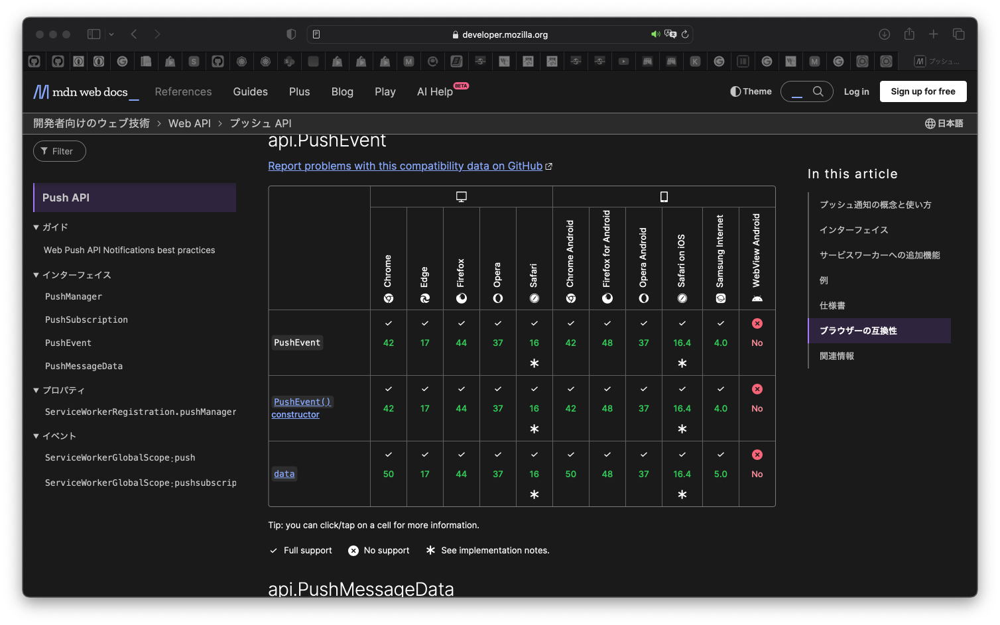 developer.mozilla.org
プッシュ...
mdn web docs_
References
Guides
Plus
Blog
Play
AI Help BETA
Theme
Log in
Sign up for free
開発者向けのウェブ技術 > Web API > プッシュ API
日本語
Filter
Push API
▼ ガイド
Web Push API Notifications best practices
▼ インターフェイス
PushManager
PushSubscription
PushEvent
PushMessageData
▼ プロパティ
ServiceWorkerRegistration.pushManager
▼ イベント
ServiceWorkerGlobalScope:push
ServiceWorkerGlobalScope:pushsubscrip
api.PushEvent
Report problems with this compatibility data on GitHub
Chrome
Edge
Firefox
Opera
Safari
Chrome Android
Firefox for Android
Opera Android
Safari on iOS
Samsung Internet
WebView Android
PushEvent
42 17 44 37 16 42 48 37 16.4 4.0 No
* *
PushEvent()
constructor
42 17 44 37 16 42 48 37 16.4 4.0 No
* *
data
50 17 44 37 16 50 48 37 16.4 5.0 No
* *
Tip: you can click/tap on a cell for more information.
Full support
No support
* See implementation notes.
api.PushMessageData
In this article
プッシュ通知の概念と使い方
インターフェイス
サービスワーカーへの追加機能
例
仕様書
ブラウザーの互換性
関連情報